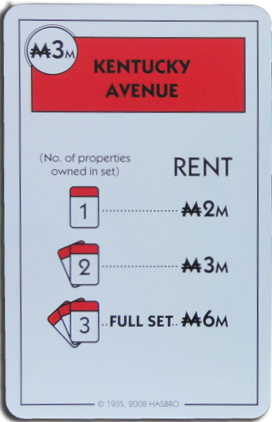 ₩3M
KENTUCKY
AVENUE
(No. of properties
owned in set)
RENT
1 ₩2M
2 ₩3M
3 FULL SET ₩6M
© 1935, 2008 HASBRO.